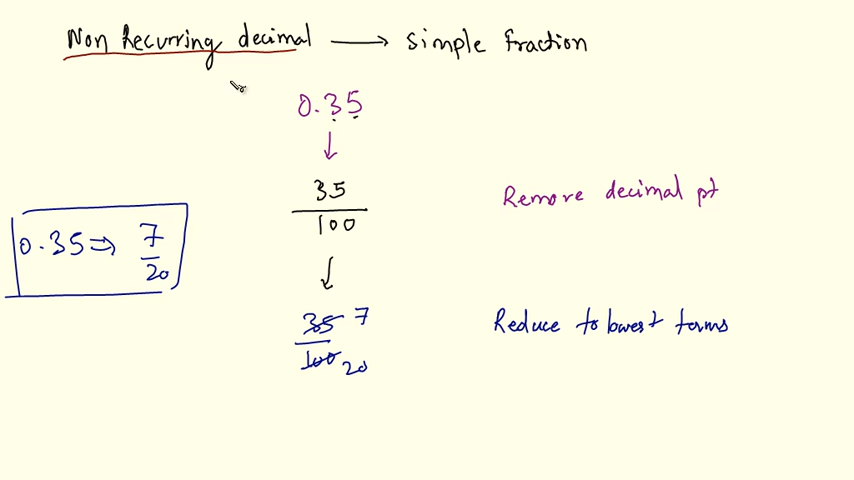 Non Recurring decimal → simple fraction
0.35
↓
35
100
Remove decimal pt
0.35 ⇒ 7
20
↓
35 7
100 20
Reduce to lowest terms